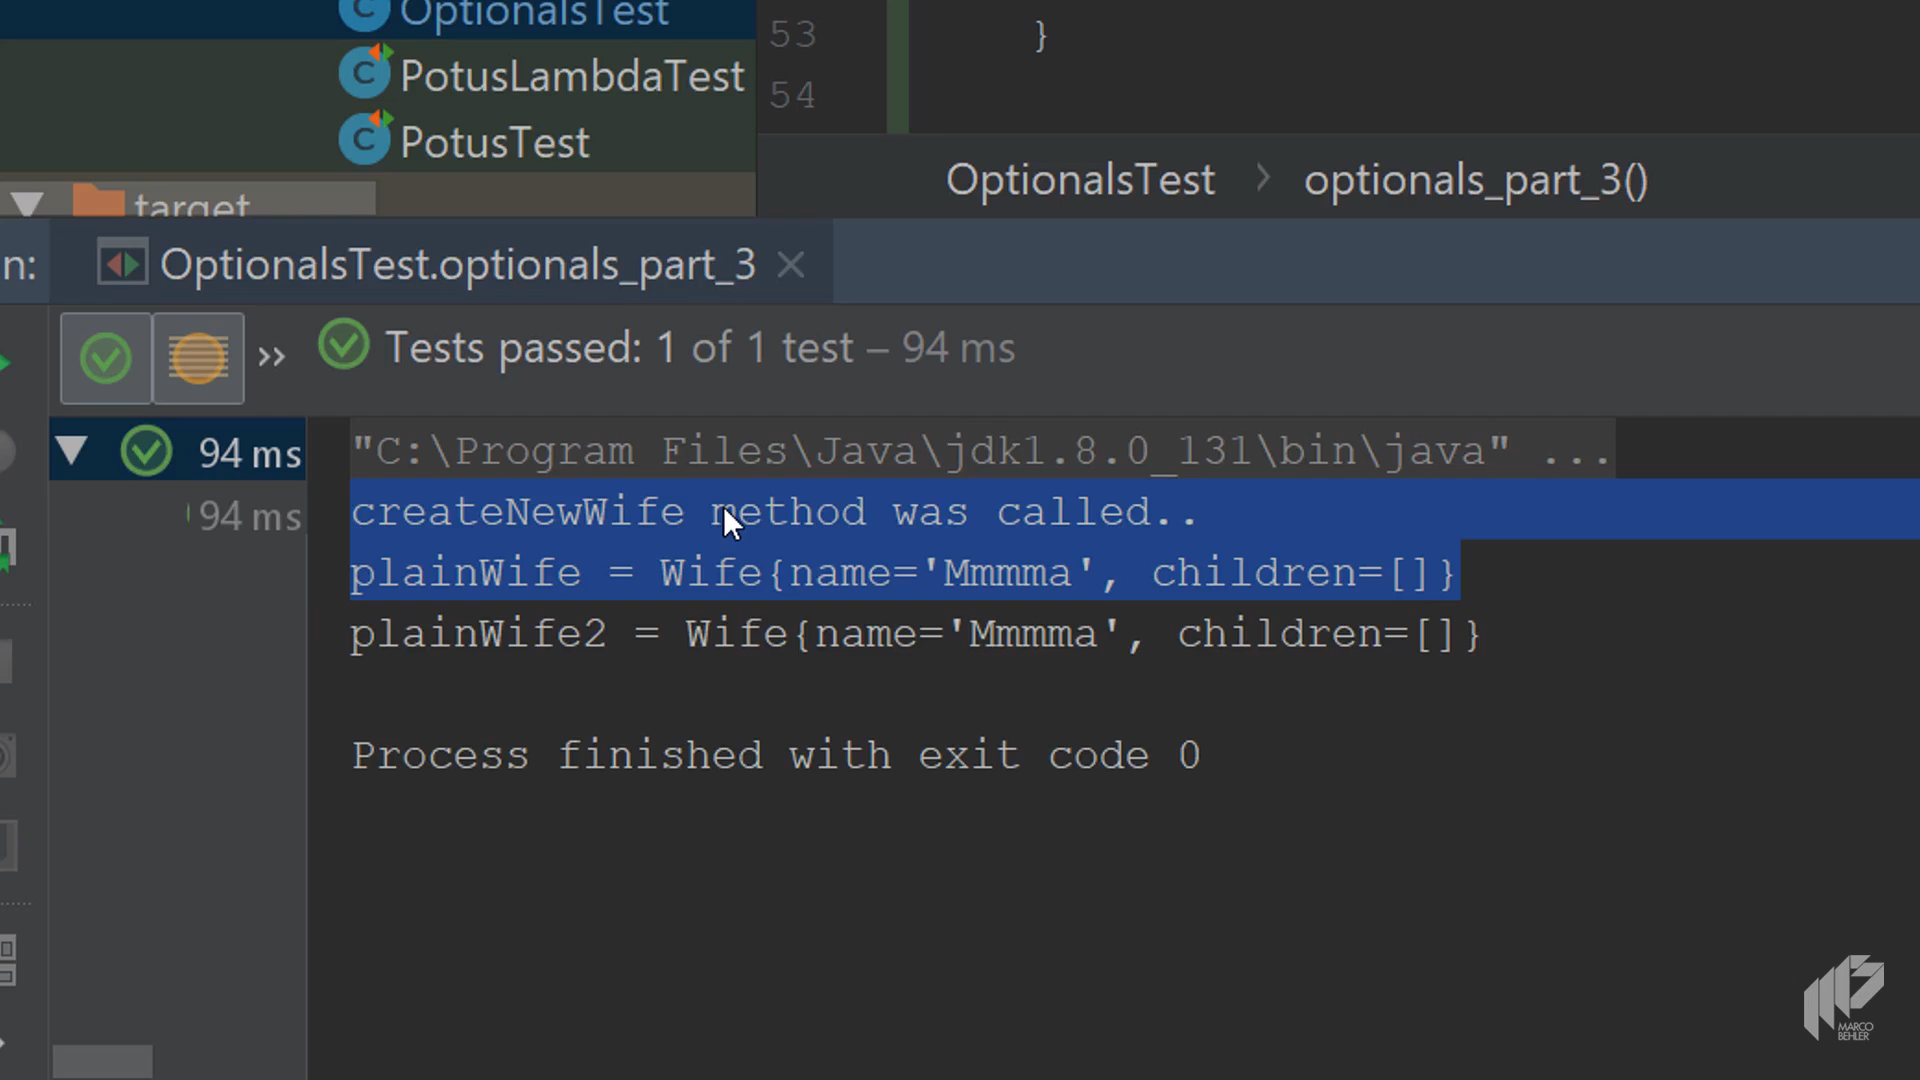 OptionalsTest
PotusLambdaTest
PotusTest
target
53
}
54
OptionalsTest > optionals_part_3()
n:
OptionalsTest.optionals_part_3
Tests passed: 1 of 1 test – 94 ms
94 ms
94 ms
"C:\Program Files\Java\jdk1.8.0_131\bin\java" ...
createNewWife method was called..
plainWife = Wife{name='Mmmma', children=[]}
plainWife2 = Wife{name='Mmmma', children=[]}
Process finished with exit code 0
MARCO
BEHLER